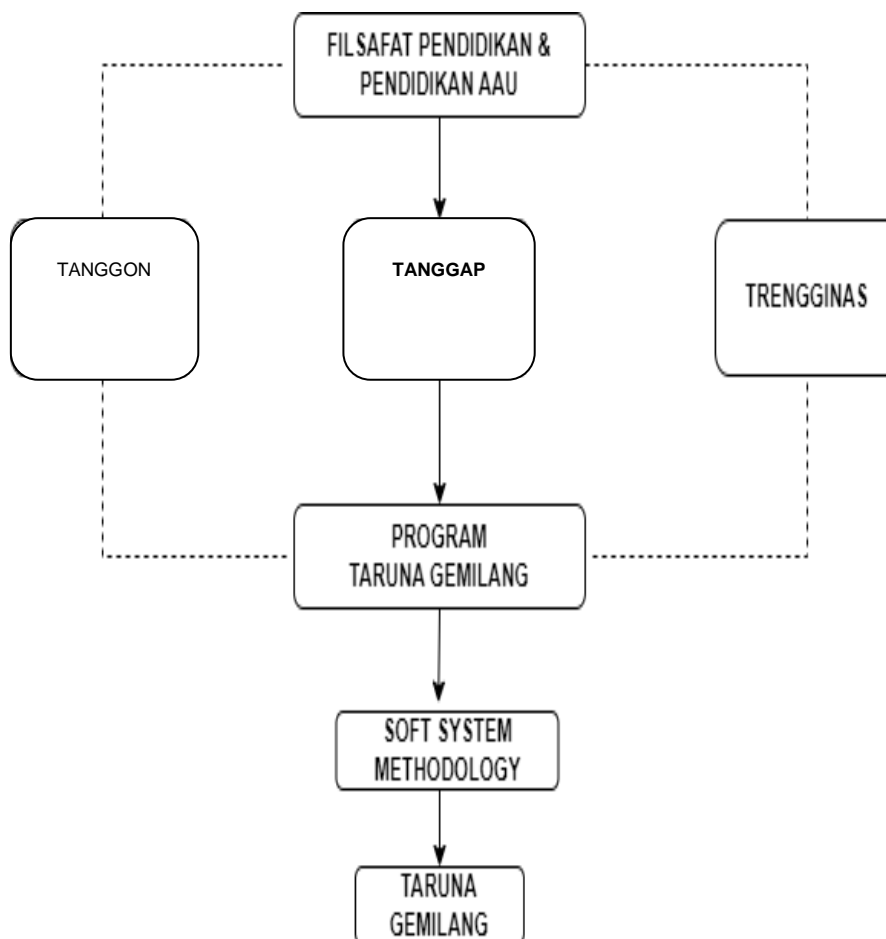 FILSAFAT PENDIDIKAN &
PENDIDIKAN AAU
TANGGON
TANGGAP
TRENGGINAS
PROGRAM
TARUNA GEMILANG
SOFT SYSTEM
METHODOLOGY
TARUNA
GEMILANG